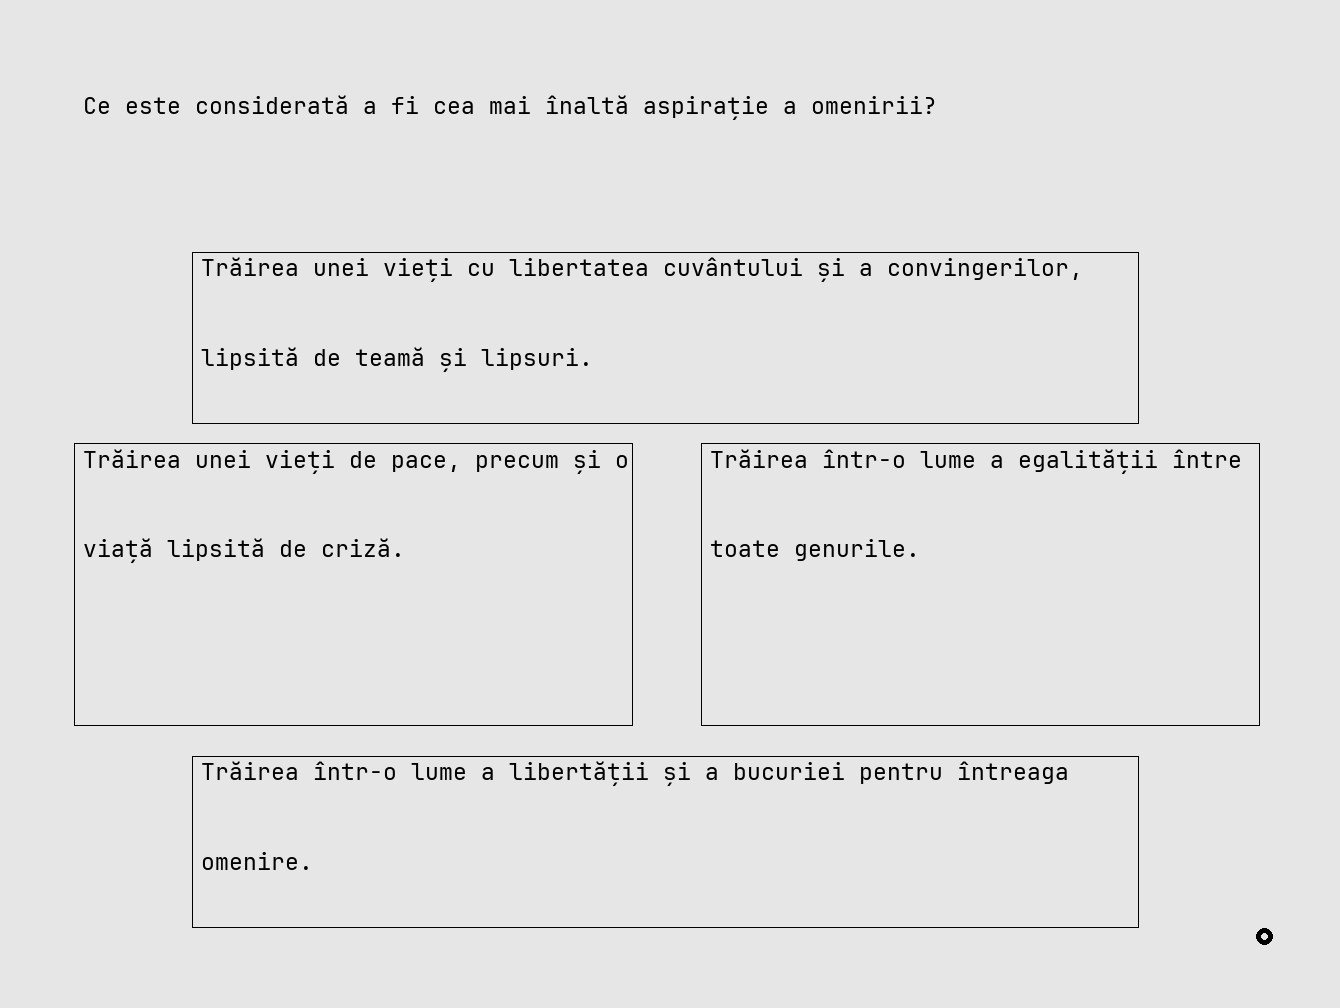 Ce este considerată a fi cea mai înaltă aspirație a omenirii?
Trăirea unei vieți cu libertatea cuvântului și a convingerilor,
lipsită de teamă și lipsuri.
Trăirea unei vieți de pace, precum și o
viață lipsită de criză.
Trăirea într-o lume a egalității între
toate genurile.
Trăirea într-o lume a libertății și a bucuriei pentru întreaga
omenire.